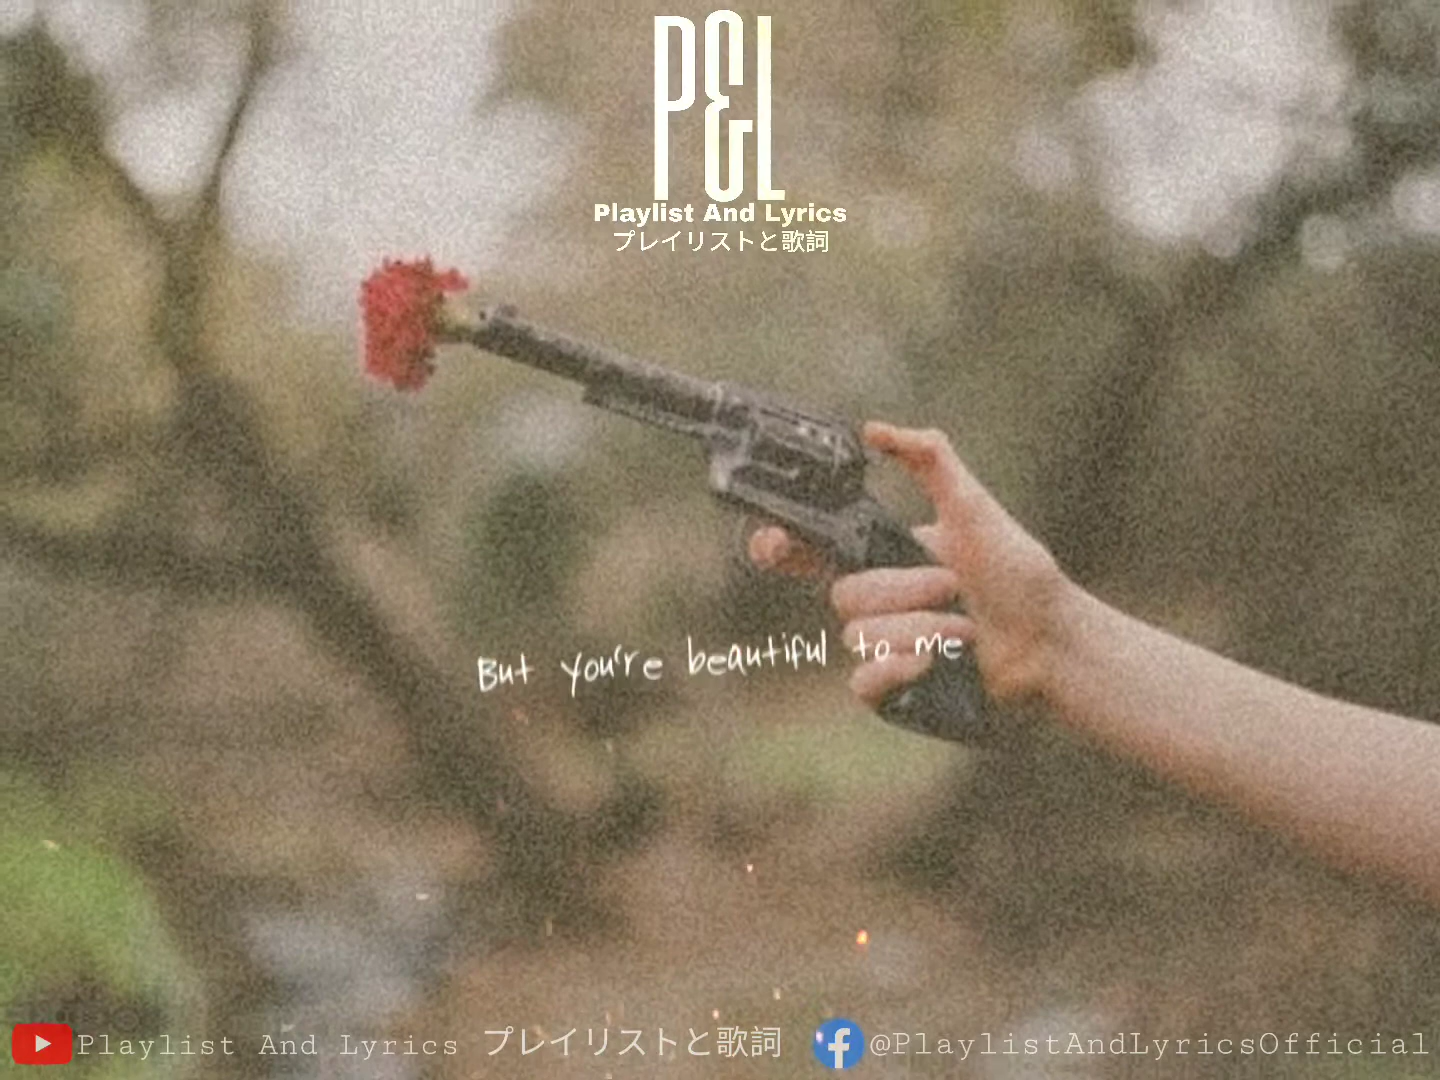 P&L
Playlist And Lyrics
プレイリストと歌詞
But you're beautiful to me
Playlist And Lyrics プレイリストと歌詞 @PlaylistAndLyricsOfficial